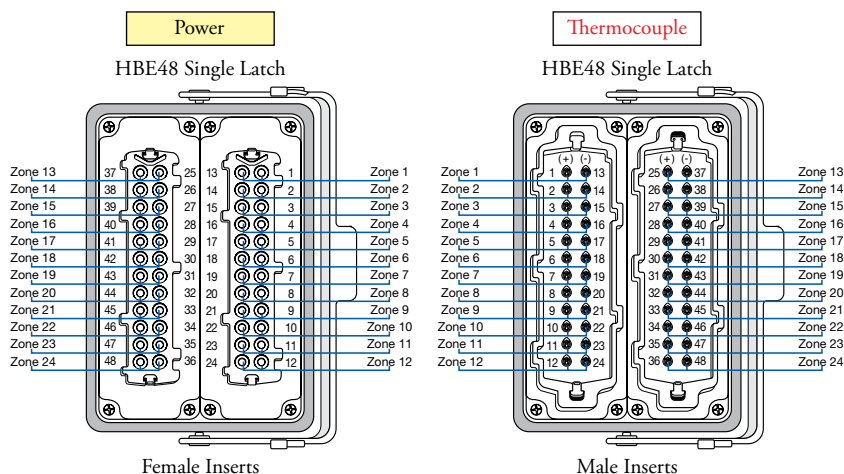 Power Thermocouple
HBE48 Single Latch HBE48 Single Latch
(+) (-) (+) (-)
Zone 13 37 25 13 1 Zone 1 Zone 1 1 13 25 37 Zone 13
Zone 14 38 26 14 2 Zone 2 Zone 2 2 14 26 38 Zone 14
Zone 15 39 27 15 3 Zone 3 Zone 3 3 15 27 39 Zone 15
Zone 16 40 28 16 4 Zone 4 Zone 4 4 16 28 40 Zone 16
Zone 17 41 29 17 5 Zone 5 Zone 5 5 17 29 41 Zone 17
Zone 18 42 30 18 6 Zone 6 Zone 6 6 18 30 42 Zone 18
Zone 19 43 31 19 7 Zone 7 Zone 7 7 19 31 43 Zone 19
Zone 20 44 32 20 8 Zone 8 Zone 8 8 20 32 44 Zone 20
Zone 21 45 33 21 9 Zone 9 Zone 9 9 21 33 45 Zone 21
Zone 22 46 34 22 10 Zone 10 Zone 10 10 22 34 46 Zone 22
Zone 23 47 35 23 11 Zone 11 Zone 11 11 23 35 47 Zone 23
Zone 24 48 36 24 12 Zone 12 Zone 12 12 24 36 48 Zone 24
Female Inserts Male Inserts